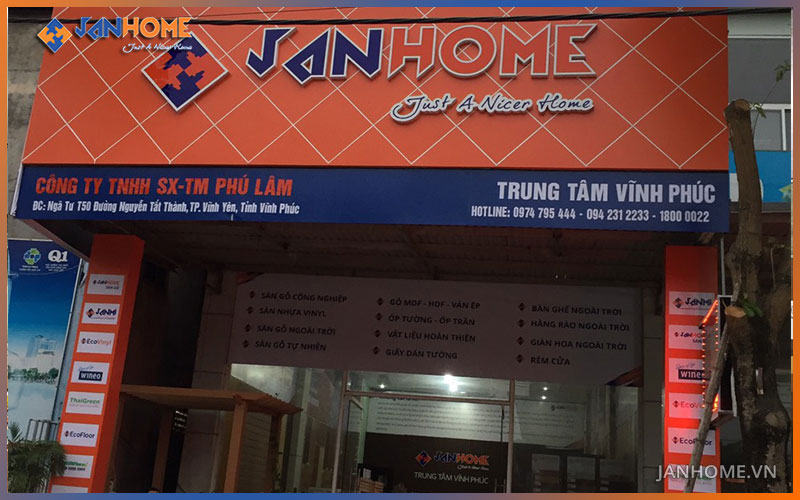 JANHOME
Just A Nicer Home
JANHOME
Just A Nicer Home
CÔNG TY TNHH SX-TM PHÚ LÂM
ĐC: Ngã Tư T50 Đường Nguyễn Tất Thành, TP. Vĩnh Yên, Tỉnh Vĩnh Phúc
TRUNG TÂM VĨNH PHÚC
HOTLINE: 0974 795 444 - 094 231 2233 - 1800 0022
Q1
JANHOME
JANHO
EcoVinyl
WINEO
ThaiGreen
EcoFloor
SÀN GỖ CÔNG NGHIỆP
SÀN NHỰA VINYL
SÀN GỖ NGOÀI TRỜI
SÀN GỖ TỰ NHIÊN
GỖ MDF - HDF - VÁN ÉP
ỐP TƯỜNG - ỐP TRẦN
VẬT LIỆU HOÀN THIỆN
GIẤY DÁN TƯỜNG
BÀN GHẾ NGOÀI TRỜI
HÀNG RÀO NGOÀI TRỜI
GIÀN HOA NGOÀI TRỜI
RÈM CỬA
JANHOME
Just A Nicer Home
TRUNG TÂM VĨNH PHÚC
JANHO
WINEO
EcoFloor
JANHOME.VN